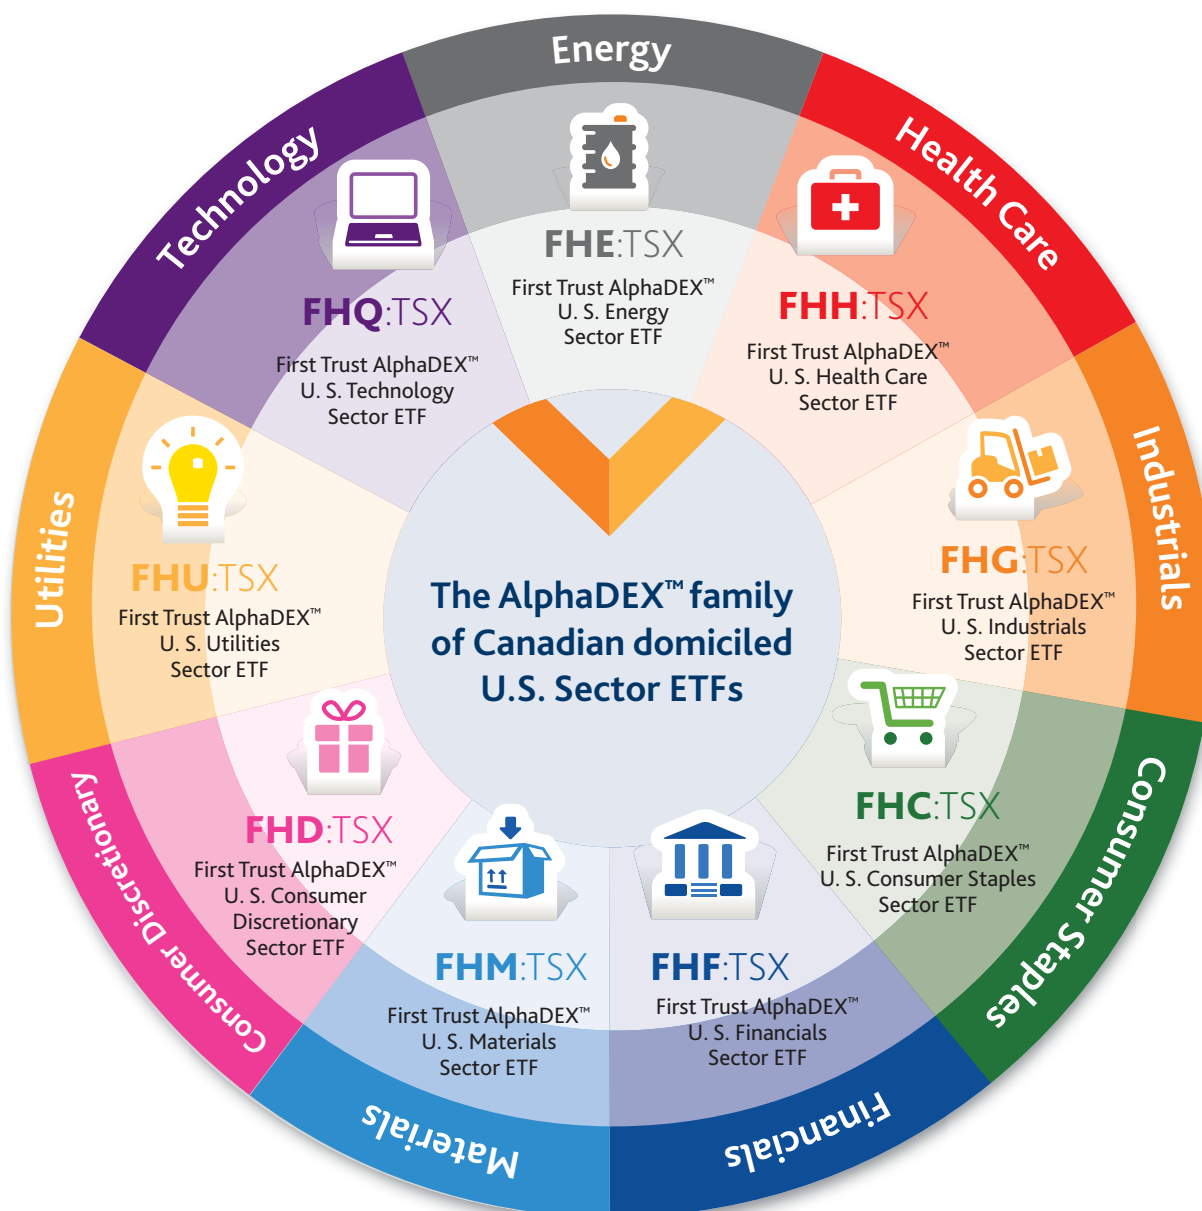 Energy
FHE:TSX
First Trust AlphaDEX™
U. S. Energy
Sector ETF
Health Care
FHH:TSX
First Trust AlphaDEX™
U. S. Health Care
Sector ETF
Industrials
FHG:TSX
First Trust AlphaDEX™
U. S. Industrials
Sector ETF
Consumer Staples
FHC:TSX
First Trust AlphaDEX™
U. S. Consumer Staples
Sector ETF
Financials
FHF:TSX
First Trust AlphaDEX™
U. S. Financials
Sector ETF
Materials
FHM:TSX
First Trust AlphaDEX™
U. S. Materials
Sector ETF
Consumer Discretionary
FHD:TSX
First Trust AlphaDEX™
U. S. Consumer
Discretionary
Sector ETF
Utilities
FHU:TSX
First Trust AlphaDEX™
U. S. Utilities
Sector ETF
Technology
FHQ:TSX
First Trust AlphaDEX™
U. S. Technology
Sector ETF
The AlphaDEX™ family
of Canadian domiciled
U.S. Sector ETFs